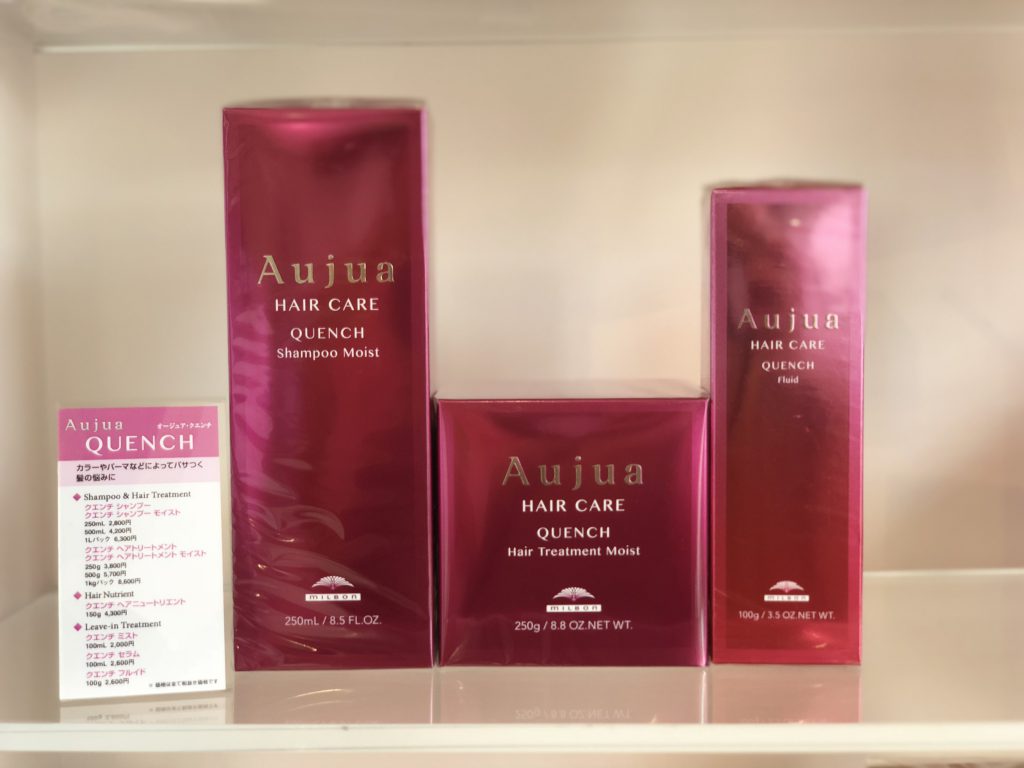 Aujua オージュア・クエンチ
QUENCH
カラーやパーマなどによってパサつく
髪の悩みに
Shampoo & Hair Treatment
クエンチ シャンプー
クエンチ シャンプー モイスト
250mL 2,800円
500mL 4,200円
1Lパック 6,300円
クエンチ ヘアトリートメント
クエンチ ヘアトリートメント モイスト
250g 3,800円
500g 5,700円
1kgパック 8,600円
Hair Nutrient
クエンチ ヘアニュートリエント
150g 4,300円
Leave-in Treatment
クエンチ ミスト
100mL 2,000円
クエンチ セラム
100mL 2,600円
クエンチ フルイド
100g 2,600円
※価格は全て税抜き価格です
Aujua
HAIR CARE
QUENCH
Shampoo Moist
MILBON
250mL / 8.5 FL.OZ.
Aujua
HAIR CARE
QUENCH
Hair Treatment Moist
MILBON
250g / 8.8 OZ.NET WT.
Aujua
HAIR CARE
QUENCH
Fluid
MILBON
100g / 3.5 OZ.NET WT.